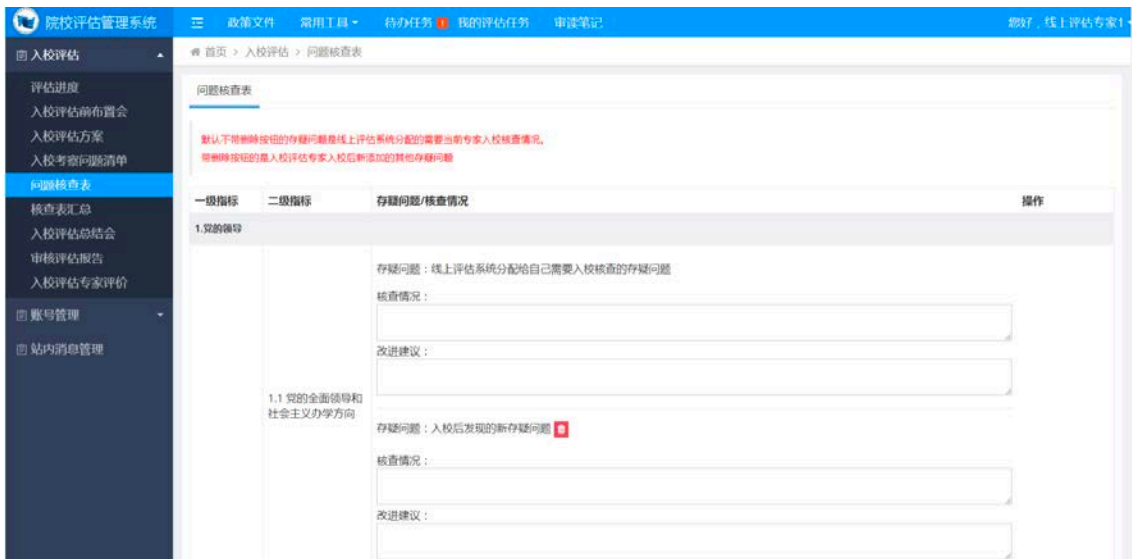 院校评估管理系统
政策文件 常用工具 待办任务 1 我的评估任务 审读笔记
您好，线上评估专家1
入校评估
首页 > 入校评估 > 问题核查表
评估进度
入校评估前布置会
入校评估方案
入校考察问题清单
问题核查表
核查表汇总
入校评估总结会
审核评估报告
入校评估专家评价
账号管理
站内消息管理
问题核查表
默认不带删除按钮的存疑问题是线上评估系统分配的需要当前专家入校核查情况。
带删除按钮的是入校评估专家入校后新添加的其他存疑问题
一级指标 二级指标 存疑问题/核查情况 操作
1.党的领导
1.1 党的全面领导和
社会主义办学方向
存疑问题：线上评估系统分配给自己需要入校核查的存疑问题
核查情况：
改进建议：
存疑问题：入校后发现的新存疑问题
核查情况：
改进建议：